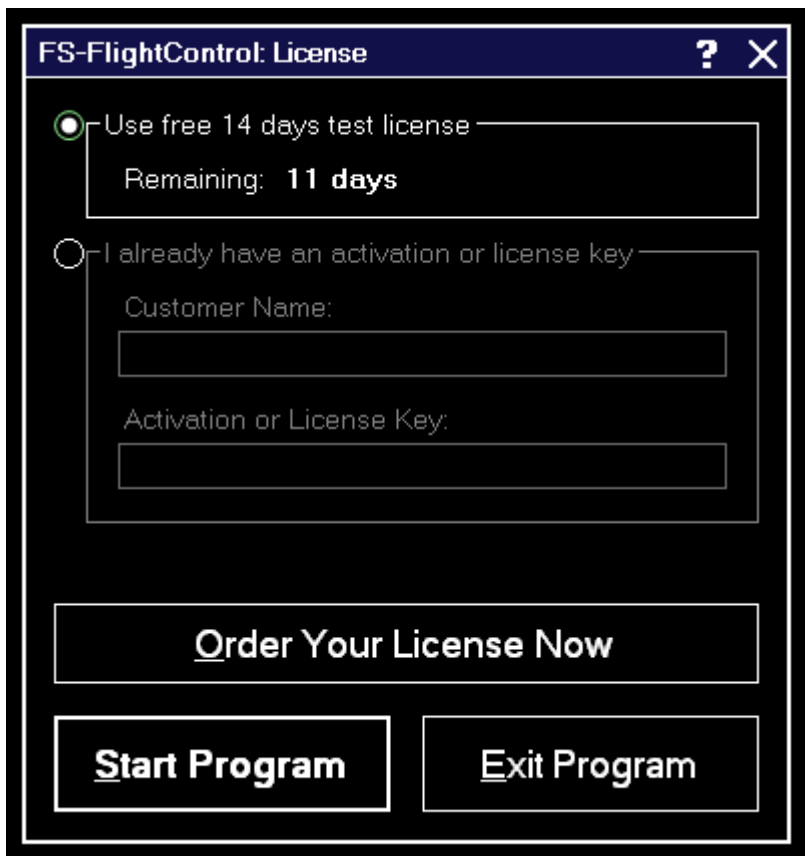 FS-FlightControl: License ? X
Use free 14 days test license
Remaining: 11 days
I already have an activation or license key
Customer Name:
Activation or License Key:
Order Your License Now
Start Program
Exit Program